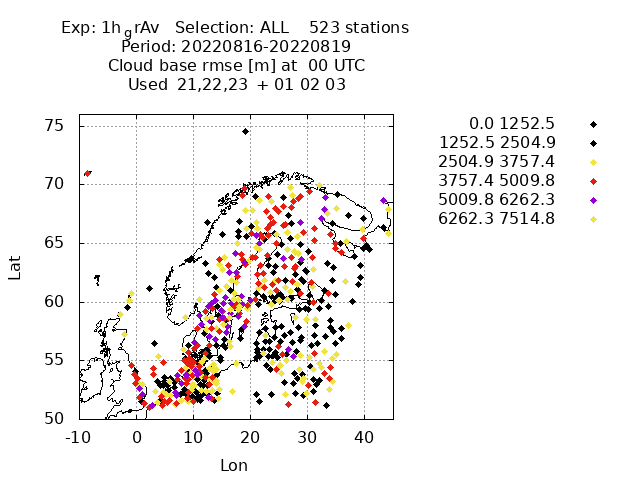 Exp: 1h grAv Selection: ALL 523 stations
Period: 20220816-20220819
Cloud base rmse [m] at 00 UTC
Used 21,22,23 + 01 02 03
0.0 1252.5
1252.5 2504.9
2504.9 3757.4
3757.4 5009.8
5009.8 6262.3
6262.3 7514.8
75
70
65
60
55
50
Lat
-10 0 10 20 30 40
Lon